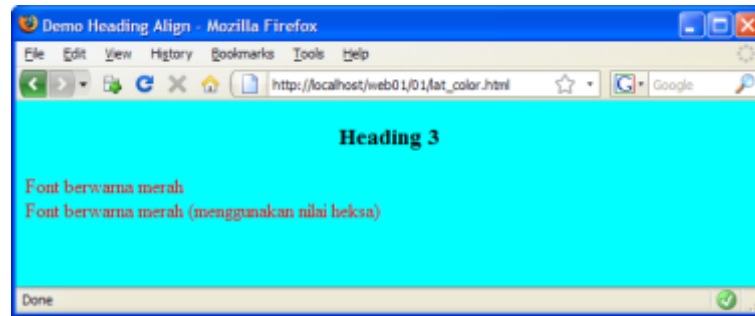 Demo Heading Align - Mozilla Firefox
File Edit View History Bookmarks Tools Help
http://localhost/web01/01/lat_color.html G Google
Heading 3
Font berwarna merah
Font berwarna merah (menggunakan nilai heksa)
Done